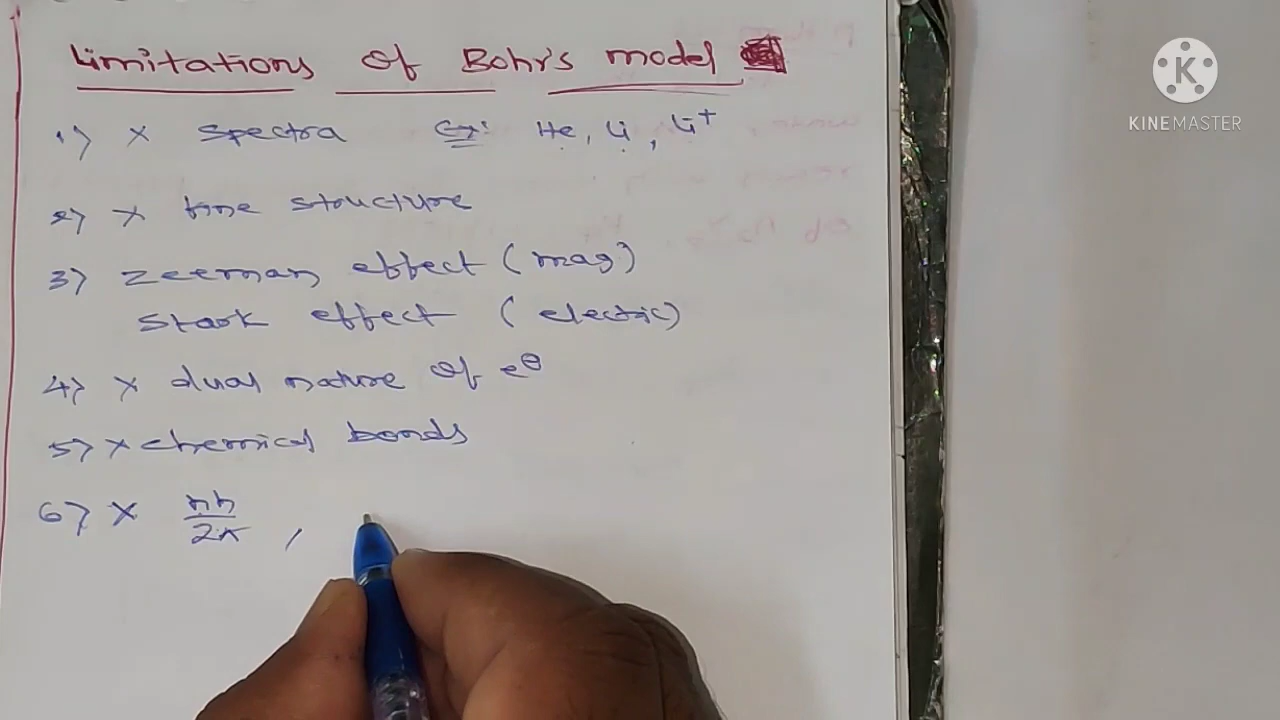 Limitations of Bohr's model
1) × spectra Ex: He, Li, Li+
2) × fine structure
3) Zeeman effect (mag)
Stark effect (electric)
4) × dual nature of e⊖
5) × chemical bonds
6) × nh/2π ,
K
KINEMASTER